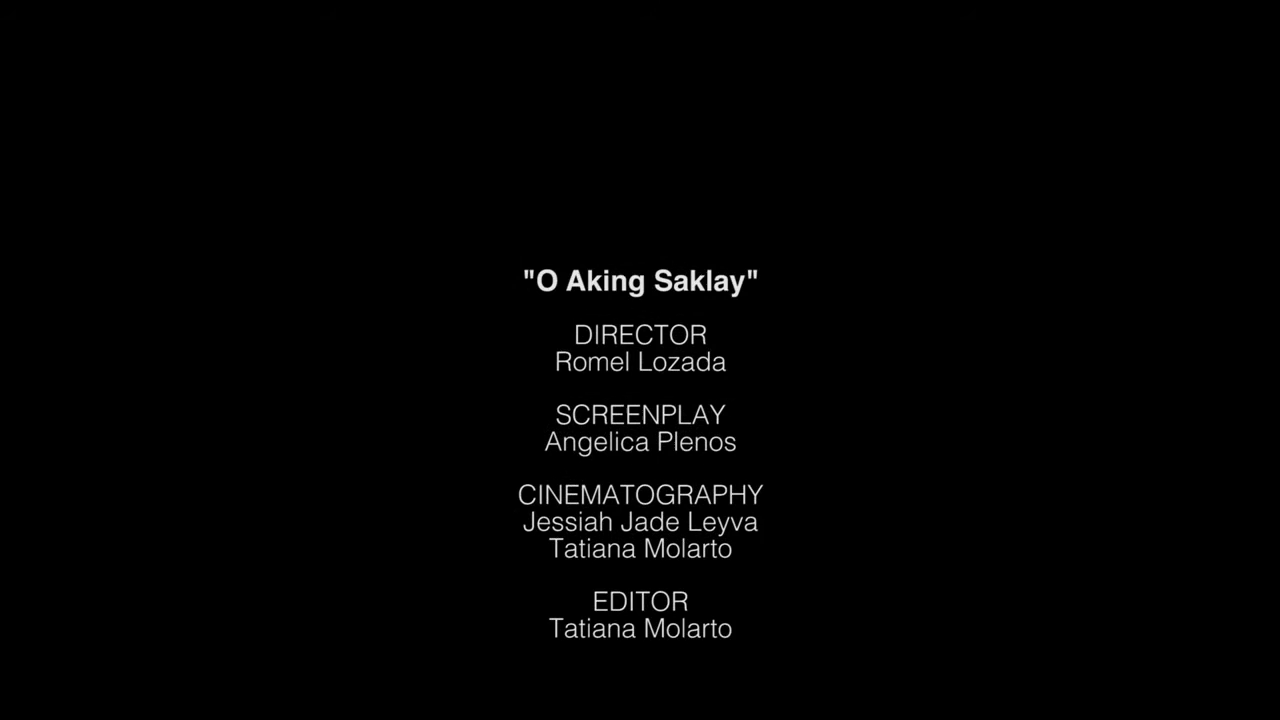 "O Aking Saklay"
DIRECTOR
Romel Lozada
SCREENPLAY
Angelica Plenos
CINEMATOGRAPHY
Jessiah Jade Leyva
Tatiana Molarto
EDITOR
Tatiana Molarto